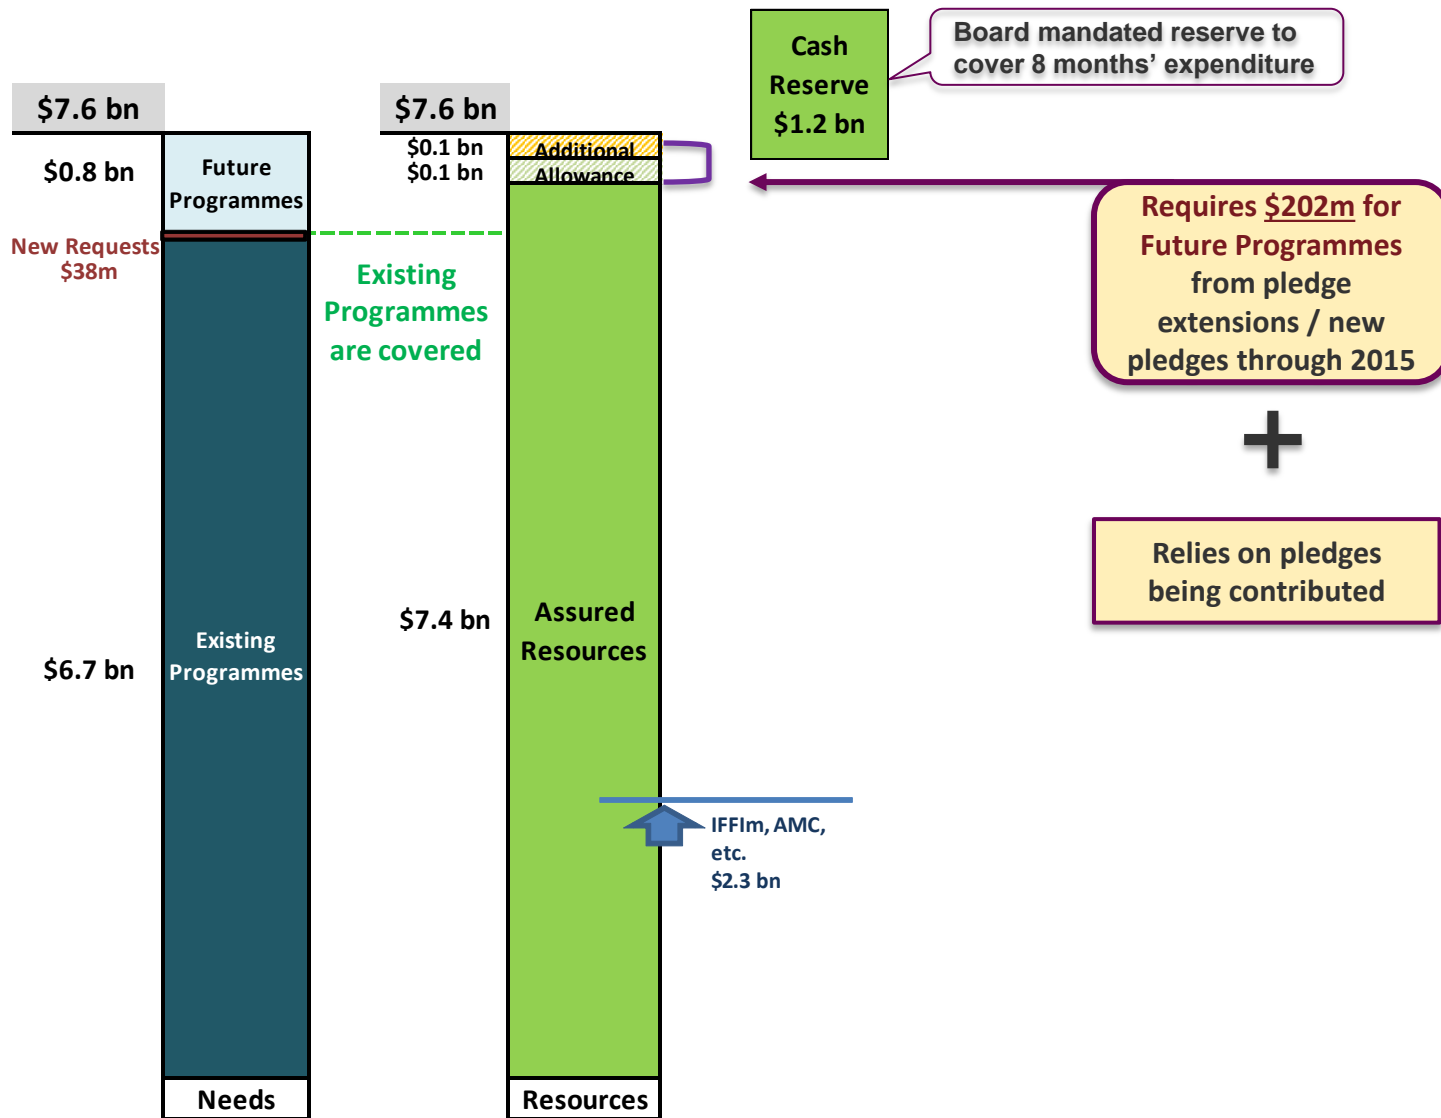 Cash
Reserve
$1.2 bn
Board mandated reserve to
cover 8 months’ expenditure
$7.6 bn
$0.8 bn
Future
Programmes
New Requests
$38m
$6.7 bn
Existing
Programmes
Needs
Existing
Programmes
are covered
$7.6 bn
$0.1 bn
Additional
$0.1 bn
Allowance
$7.4 bn
Assured
Resources
Resources
IFFIm, AMC,
etc.
$2.3 bn
Requires $202m for
Future Programmes
from pledge
extensions / new
pledges through 2015
+
Relies on pledges
being contributed